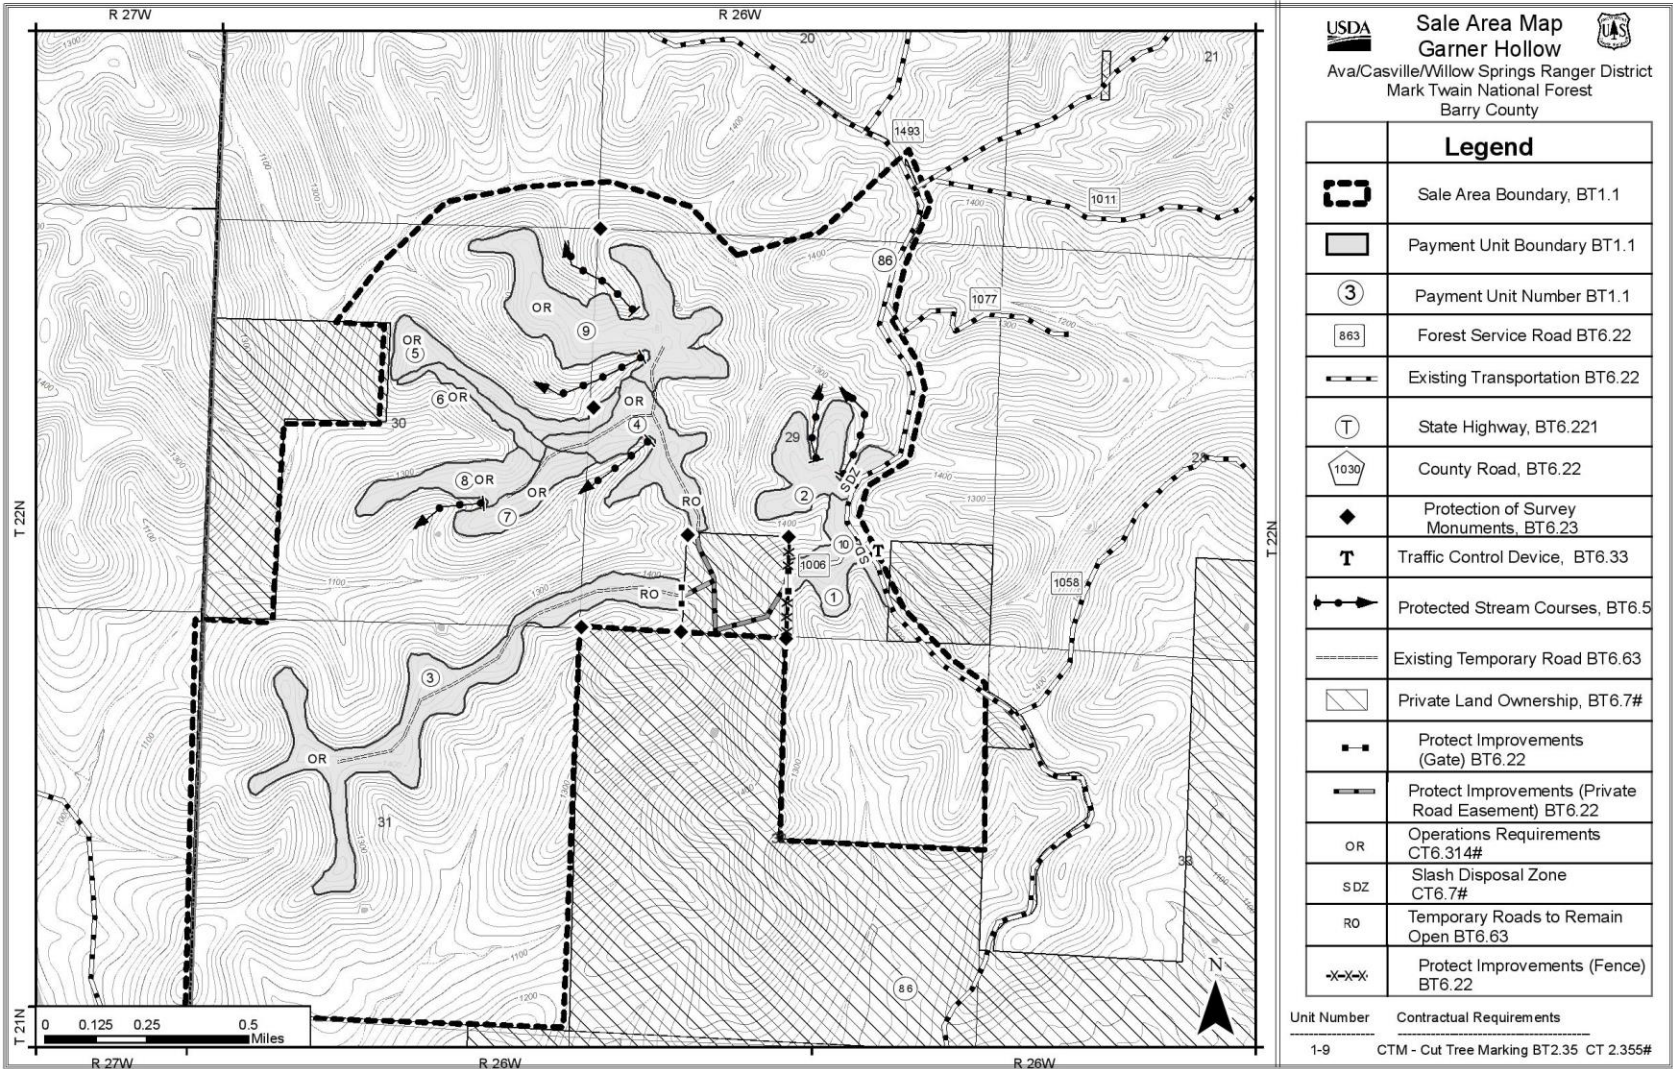 R 27W
R 26W
USDA
Sale Area Map
Garner Hollow
Ava/Casville/Willow Springs Ranger District
Mark Twain National Forest
Barry County
Legend
Sale Area Boundary, BT1.1
Payment Unit Boundary BT1.1
3
Payment Unit Number BT1.1
863
Forest Service Road BT6.22
Existing Transportation BT6.22
T
State Highway, BT6.221
1030
County Road, BT6.22
Protection of Survey
Monuments, BT6.23
T
Traffic Control Device, BT6.33
Protected Stream Courses, BT6.5
Existing Temporary Road BT6.63
Private Land Ownership, BT6.7#
Protect Improvements
(Gate) BT6.22
Protect Improvements (Private
Road Easement) BT6.22
OR
Operations Requirements
CT6.314#
SDZ
Slash Disposal Zone
CT6.7#
RO
Temporary Roads to Remain
Open BT6.63
Protect Improvements (Fence)
BT6.22
Unit Number Contractual Requirements
1-9 CTM - Cut Tree Marking BT2.35 CT 2.355#
20
21
1493
1011
86
1077
1300
1200
1400
OR
9
OR
5
6 OR
OR
4
30
29
28
8 OR
OR
7
2
SDZ
RO
10
SDZ
T
1006
1
1058
RO
3
OR
31
33
86
N
T 22N
T 22N
T 21N
0 0.125 0.25 0.5
Miles
R 27W
R 26W
R 26W